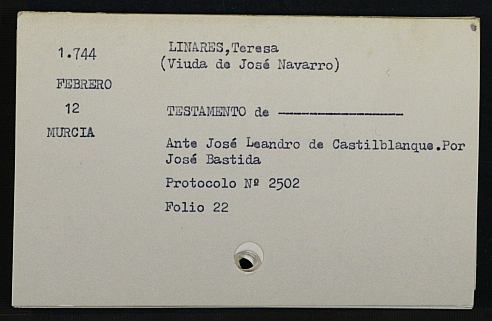 1.744
LINARES,Teresa
(Viuda de José Navarro)
FEBRERO
12
TESTAMENTO de ------------------
MURCIA
Ante José Leandro de Castilblanque.Por
José Bastida
Protocolo Nº 2502
Folio 22